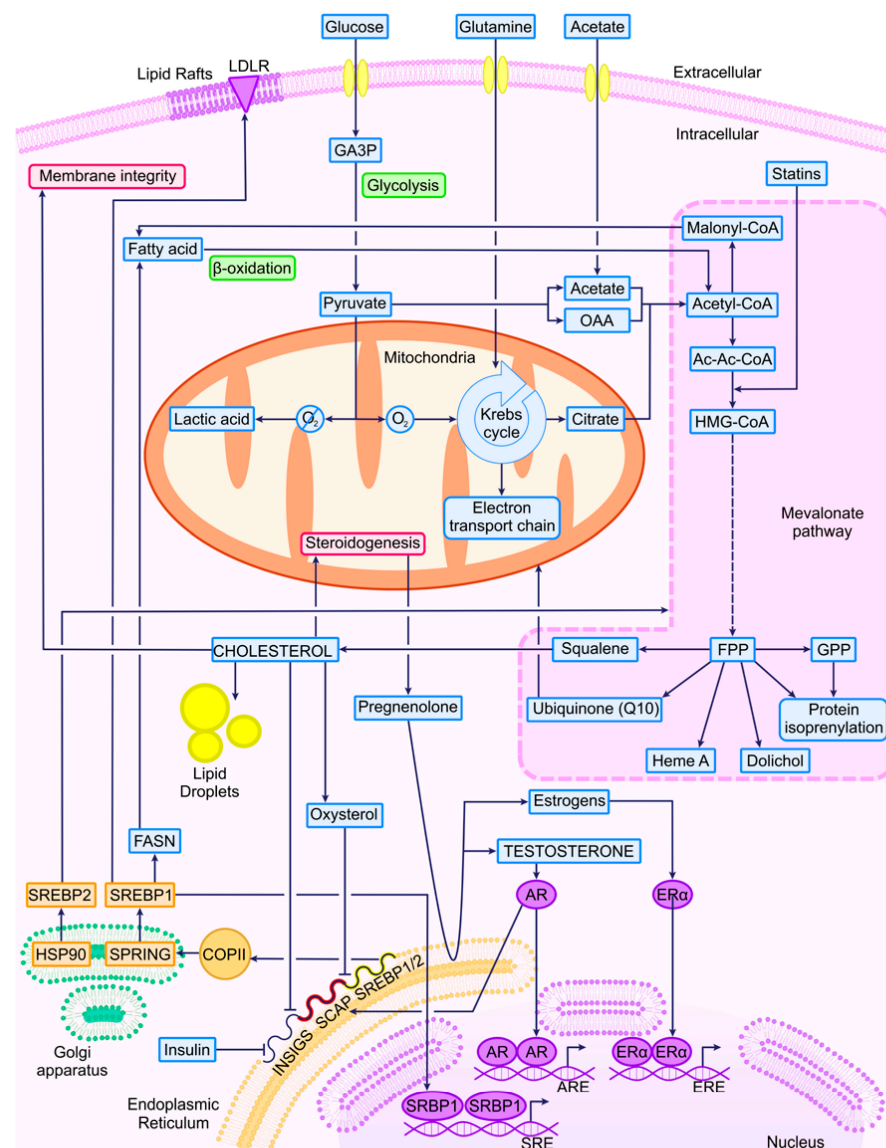 Glucose
Glutamine
Acetate
Lipid Rafts
LDLR
Extracellular
Intracellular
GA3P
Membrane integrity
Glycolysis
Statins
Malonyl-CoA
Fatty acid
β-oxidation
Acetate
Pyruvate
Acetyl-CoA
OAA
Mitochondria
Ac-Ac-CoA
Lactic acid
O2
O2
Krebs
cycle
Citrate
HMG-CoA
Electron
transport chain
Mevalonate
pathway
Steroidogenesis
CHOLESTEROL
Squalene
FPP
GPP
Pregnenolone
Ubiquinone (Q10)
Protein
isoprenylation
Heme A
Dolichol
Lipid
Droplets
Estrogens
Oxysterol
FASN
TESTOSTERONE
SREBP2
SREBP1
AR
ERα
HSP90
SPRING
COPII
INSIGS SCAP SREBP1/2
Insulin
Golgi
apparatus
AR
AR
ARE
ERα
ERα
ERE
Endoplasmic
Reticulum
SRBP1
SRBP1
SRE
Nucleus